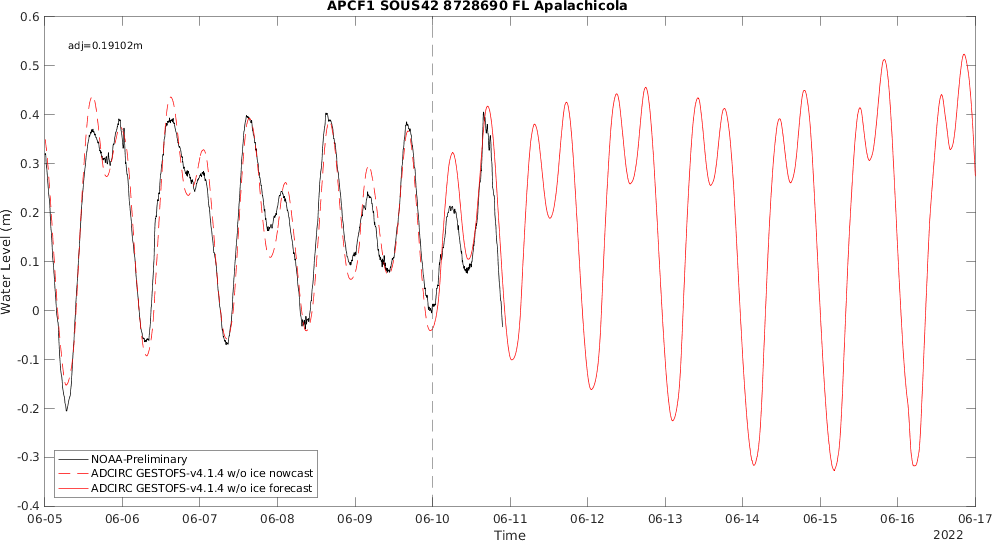 APCF1 SOUS42 8728690 FL Apalachicola
0.6
adj=0.19102m
0.5
0.4
0.3
0.2
0.1
0
-0.1
-0.2
-0.3
-0.4
Water Level (m)
NOAA-Preliminary
ADCIRC GESTOFS-v4.1.4 w/o ice nowcast
ADCIRC GESTOFS-v4.1.4 w/o ice forecast
06-05 06-06 06-07 06-08 06-09 06-10 06-11 06-12 06-13 06-14 06-15 06-16 06-17
Time
2022